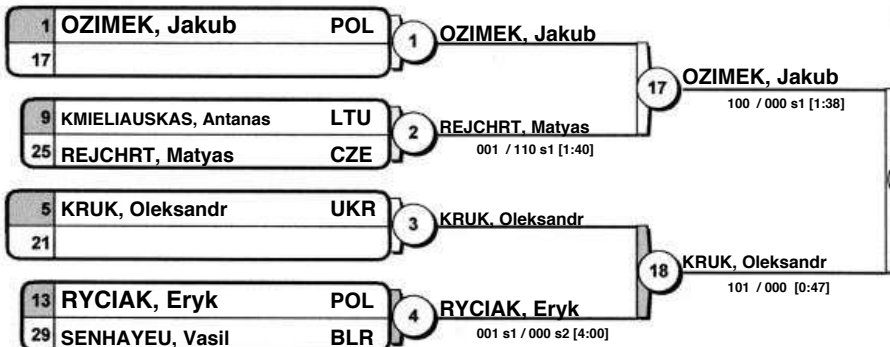 1 OZIMEK, Jakub POL
17
1 OZIMEK, Jakub
9 KMIELIAUSKAS, Antanas LTU
25 REJCHRT, Matyas CZE
2 REJCHRT, Matyas
001 / 110 s1 [1:40]
17 OZIMEK, Jakub
100 / 000 s1 [1:38]
5 KRUK, Oleksandr UKR
21
3 KRUK, Oleksandr
13 RYCIAK, Eryk POL
29 SENHAYEU, Vasil BLR
4 RYCIAK, Eryk
001 s1 / 000 s2 [4:00]
18 KRUK, Oleksandr
101 / 000 [0:47]